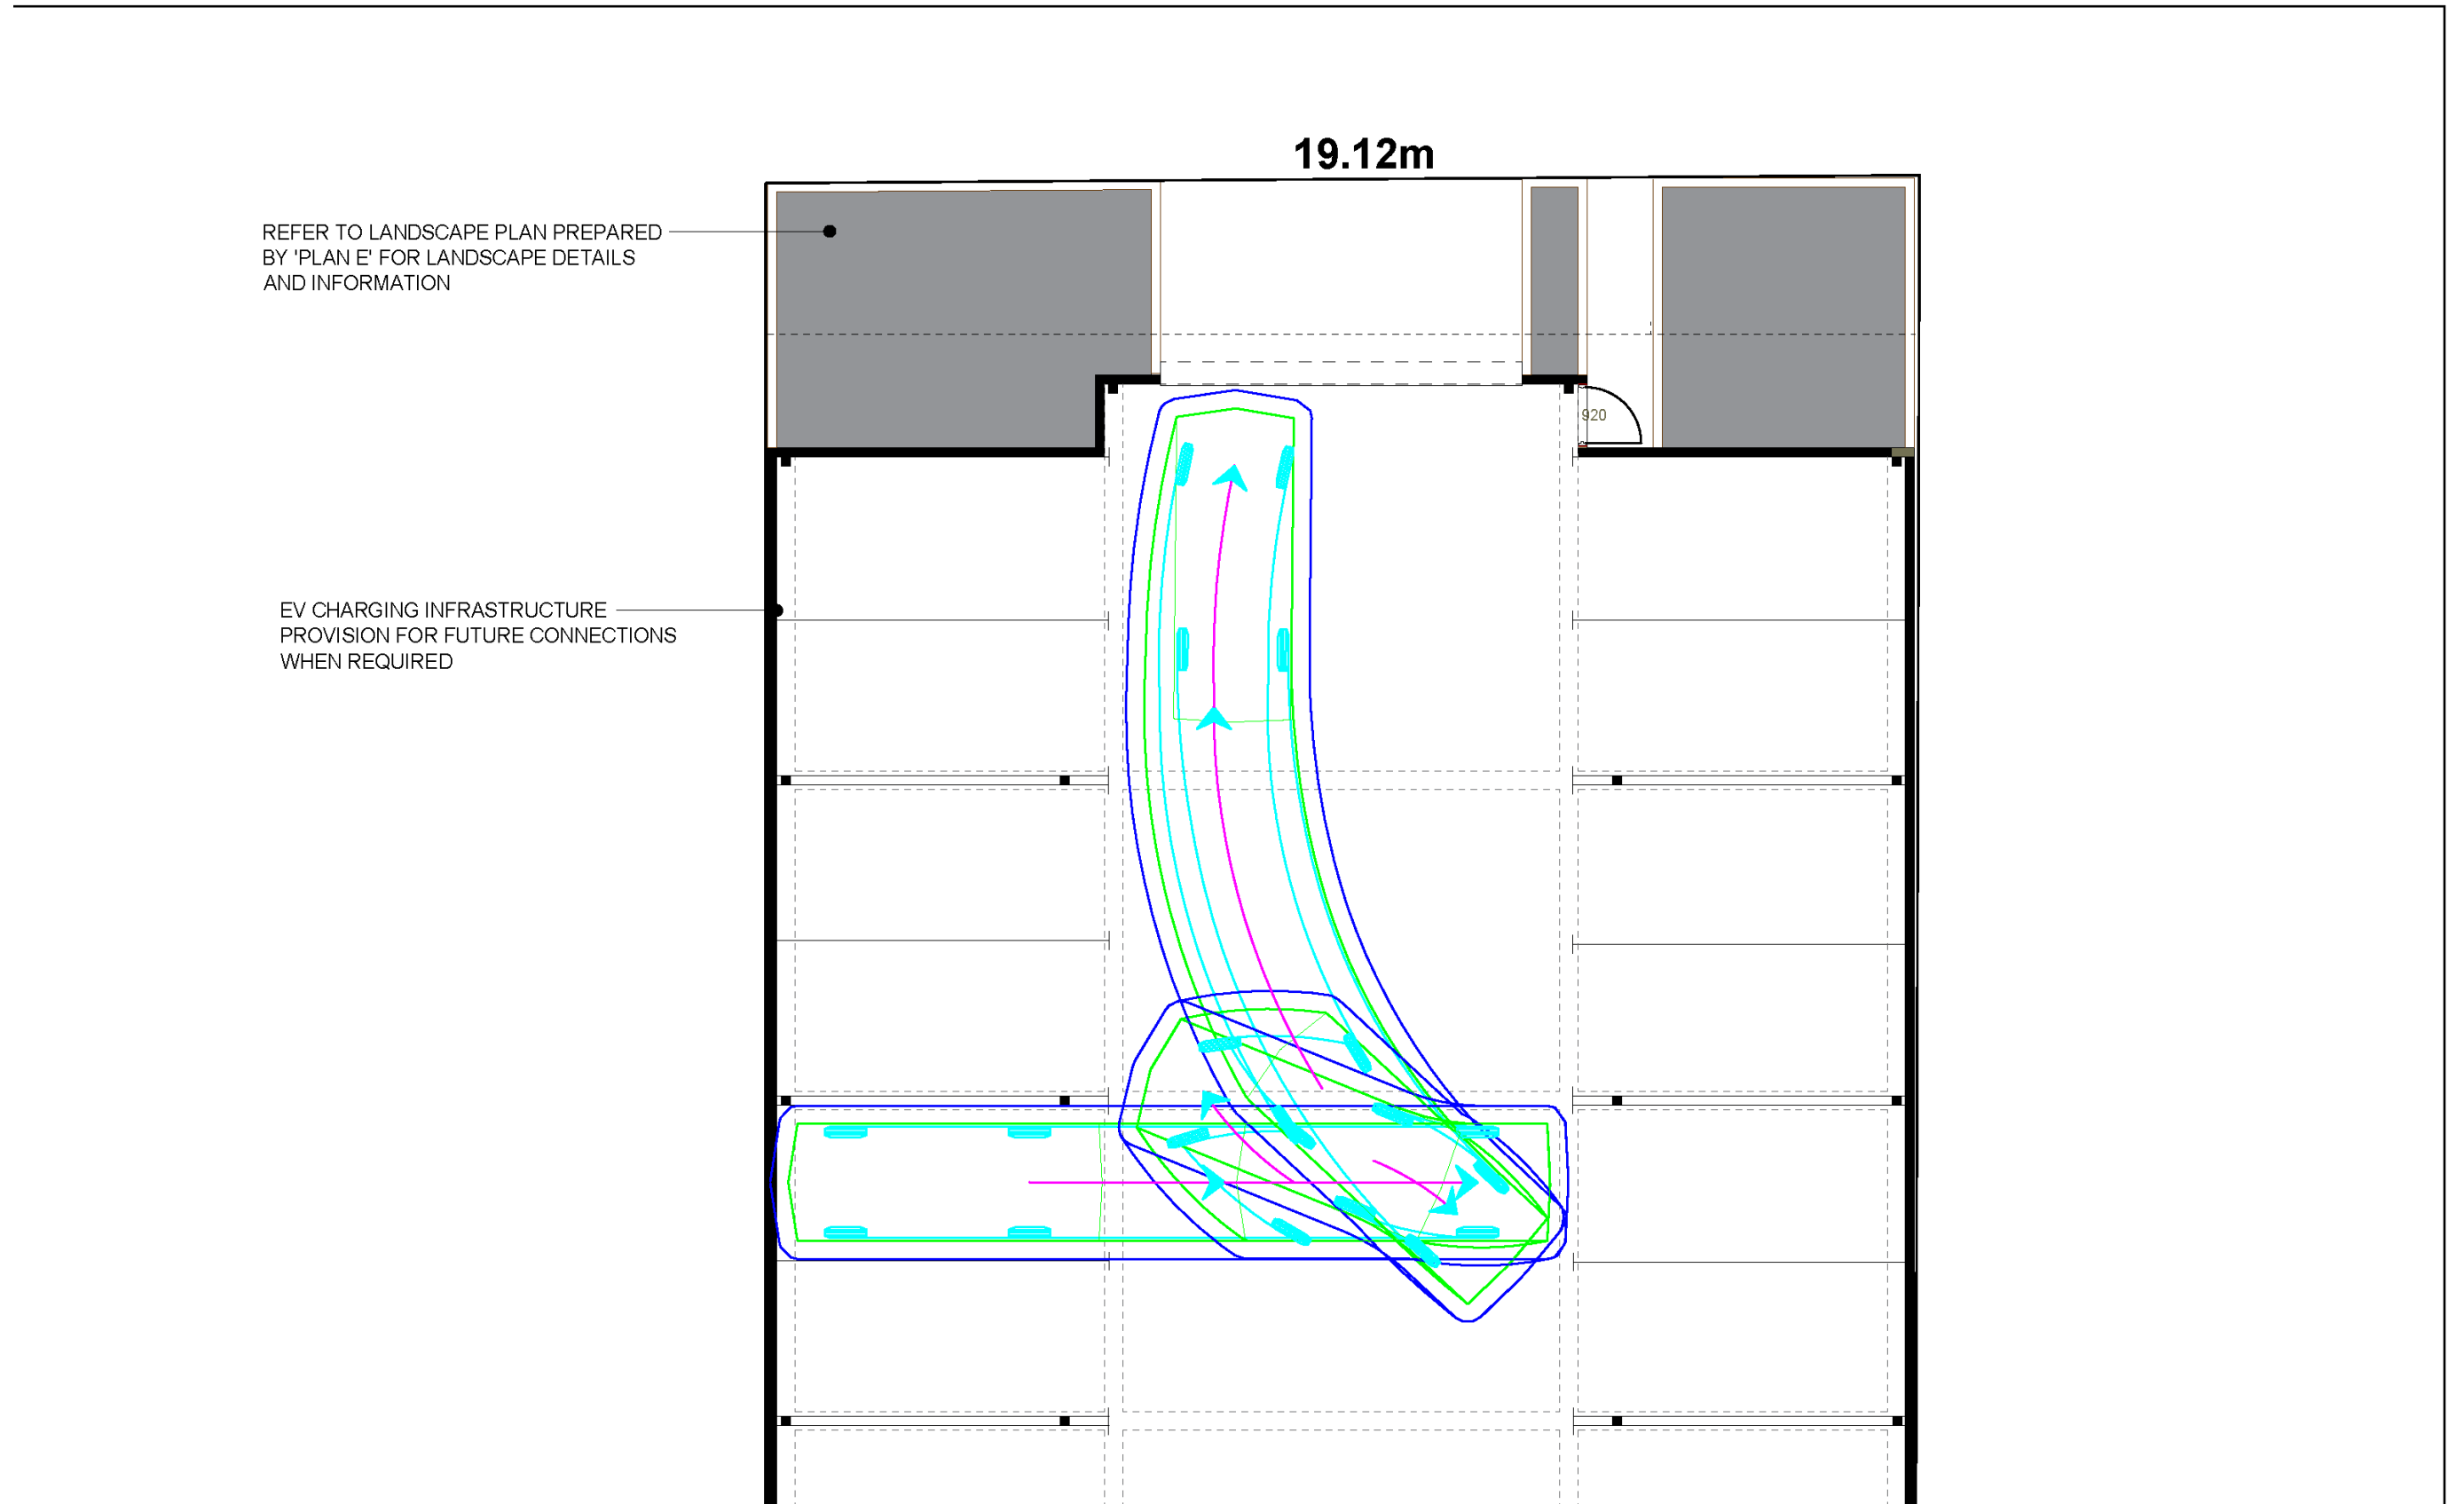 19.12m
REFER TO LANDSCAPE PLAN PREPARED
BY 'PLAN E' FOR LANDSCAPE DETAILS
AND INFORMATION
920
EV CHARGING INFRASTRUCTURE
PROVISION FOR FUTURE CONNECTIONS
WHEN REQUIRED